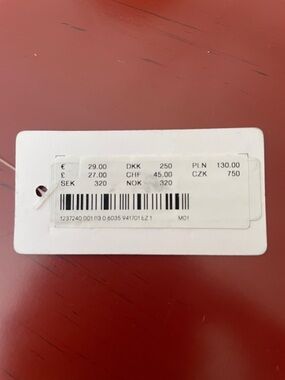 € 29.00 DKK 250 PLN 130.00
£ 27.00 CHF 45.00 CZK 750
SEK 320 NOK 320
M01